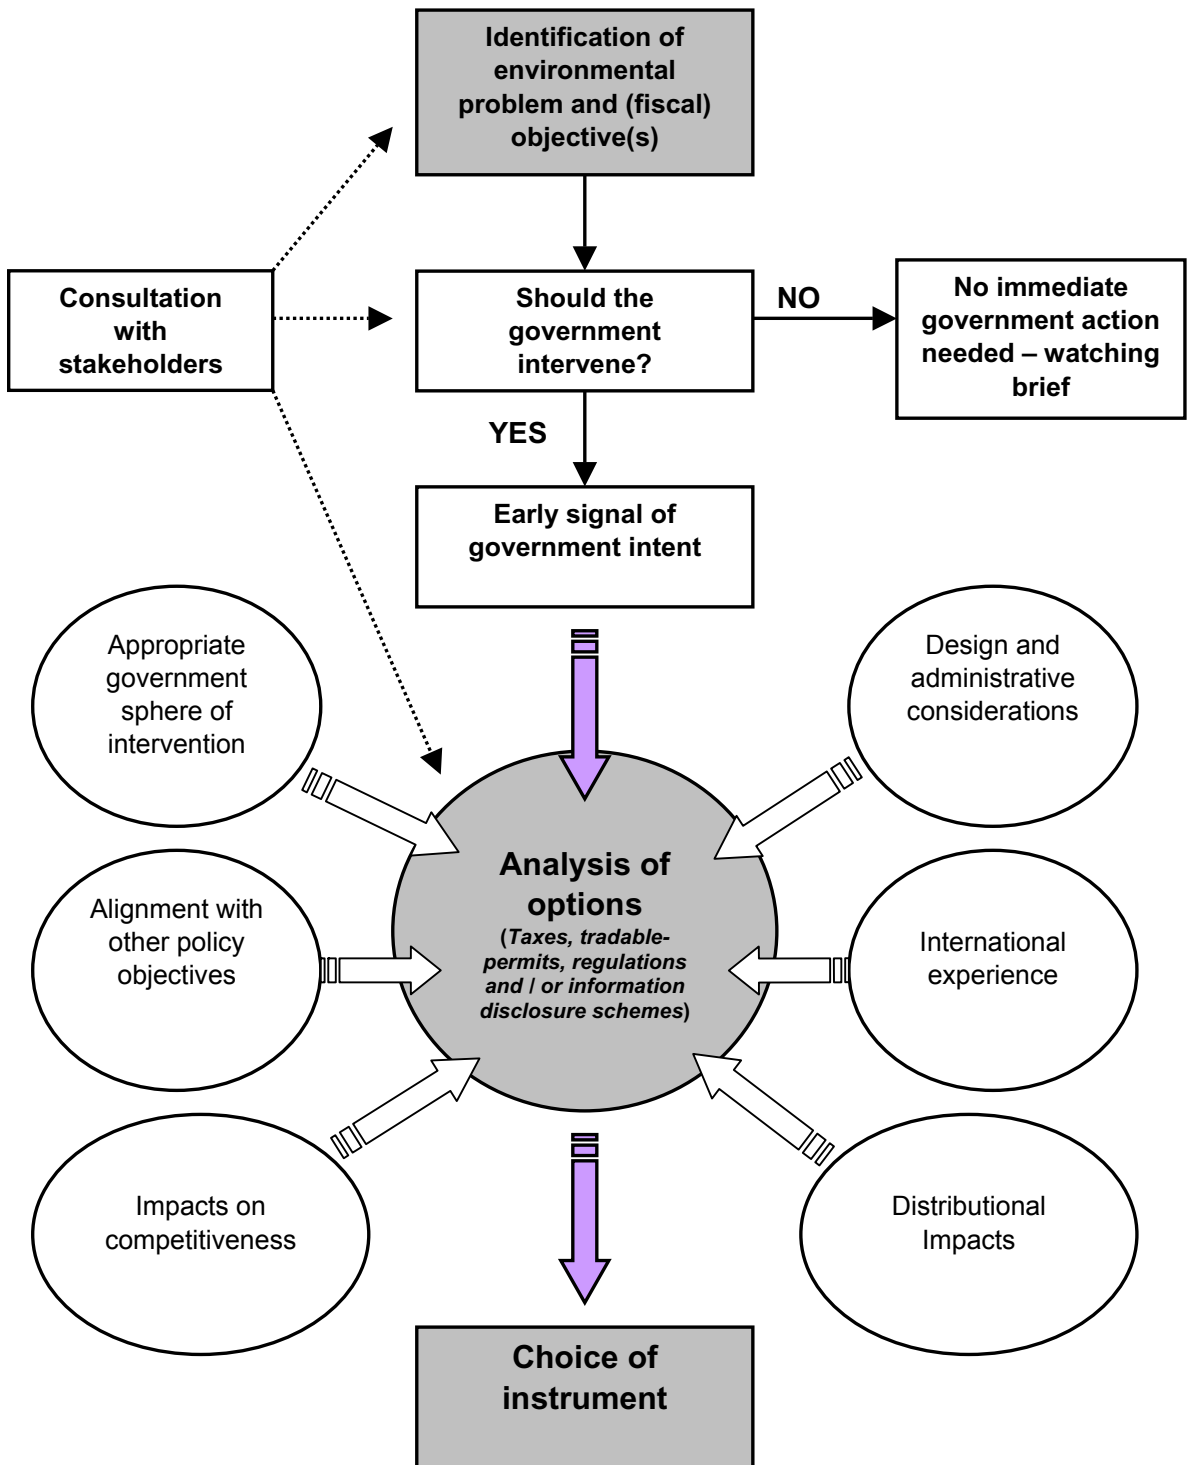 Identification of
environmental
problem and (fiscal)
objective(s)
Consultation
with
stakeholders
Should the
government
intervene?
NO
No immediate
government action
needed – watching
brief
YES
Early signal of
government intent
Appropriate
government
sphere of
intervention
Design and
administrative
considerations
Analysis of
options
(Taxes, tradable-
permits, regulations
and / or information
disclosure schemes)
Alignment with
other policy
objectives
International
experience
Impacts on
competitiveness
Distributional
Impacts
Choice of
instrument